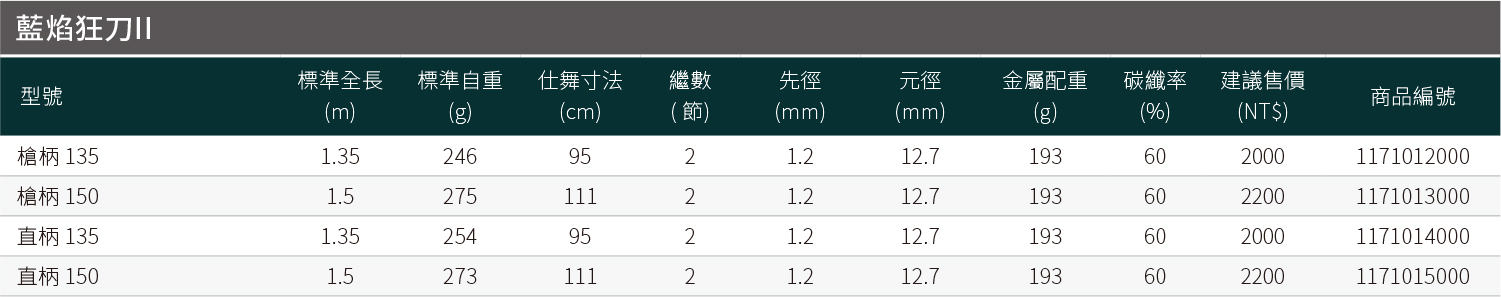 藍焰狂刀II
型號 標準全長 (m) 標準自重 (g) 仕舞寸法 (cm) 繼數 ( 節) 先徑 (mm) 元徑 (mm) 金屬配重 (g) 碳纖率 (%) 建議售價 (NT$) 商品編號
槍柄 135 1.35 246 95 2 1.2 12.7 193 60 2000 1171012000
槍柄 150 1.5 275 111 2 1.2 12.7 193 60 2200 1171013000
直柄 135 1.35 254 95 2 1.2 12.7 193 60 2000 1171014000
直柄 150 1.5 273 111 2 1.2 12.7 193 60 2200 1171015000